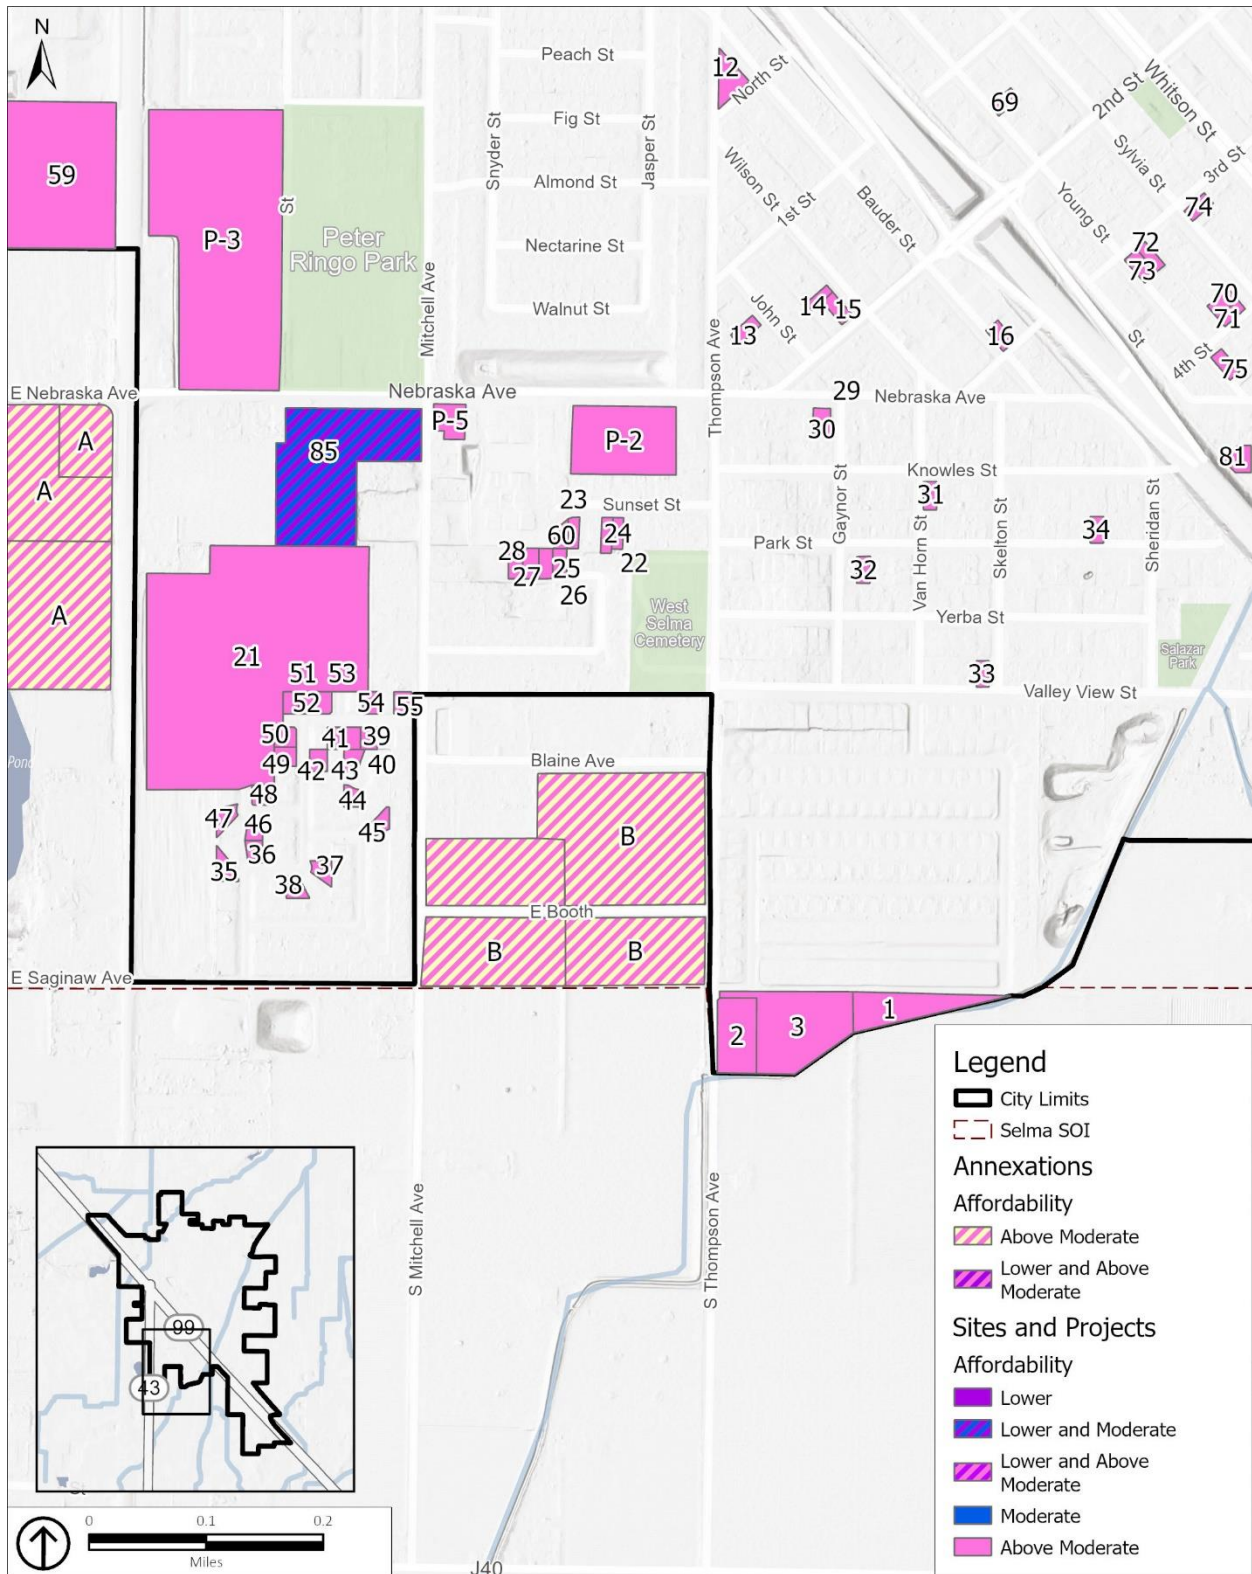 N
Peach St
12
North St
Whitson St
69
2nd St
Fig St
Snyder St
Jasper St
3rd St
Sylvia St
59
St
P-3
Almond St
Wilson St
1st St
Bauder St
Young St
74
Peter
Ringo Park
Nectarine St
72
73
Mitchell Ave
Walnut St
Thompson Ave
John St
13
14
15
16
St
70
71
4th St
75
E Nebraska Ave
Nebraska Ave
Nebraska Ave
29
30
A
85
P-5
P-2
81
Knowles St
A
Gaynor St
31
Van Horn St
Skelton St
Sheridan St
23
Sunset St
60
24
34
28
25
22
Park St
27
26
32
A
West
Selma
Cemetery
Yerba St
21
Salazar
Park
51
53
33
52
54
55
Valley View St
50
41
39
Pond
49
42
43
40
Blaine Ave
48
44
47
46
45
B
35
36
37
38
E Booth
B
B
E Saginaw Ave
2
3
1
S Mitchell Ave
S Thompson Ave
Legend
City Limits
Selma SOI
Annexations
Affordability
Above Moderate
Lower and Above
Moderate
Sites and Projects
Affordability
Lower
Lower and Moderate
Lower and Above
Moderate
Moderate
Above Moderate
99
43
St
0
0.1
0.2
Miles
J40